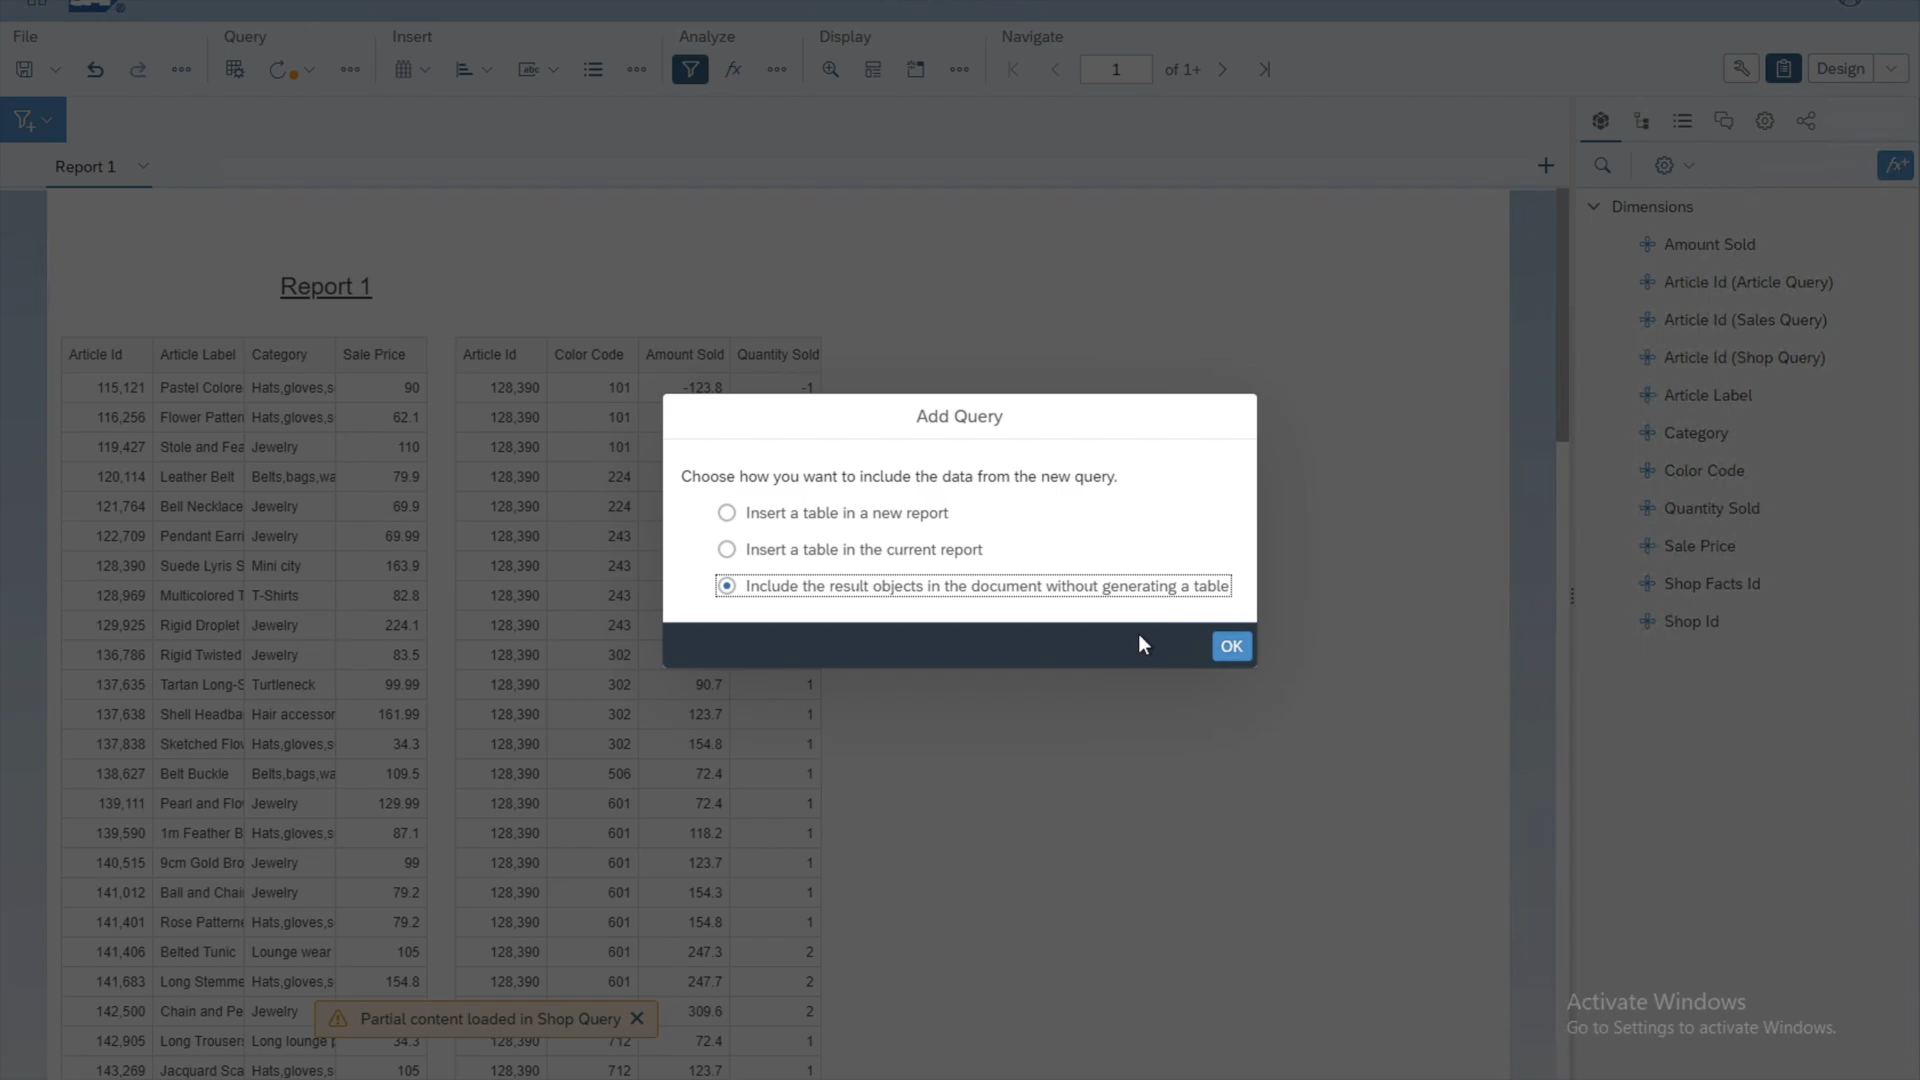 File Query Insert Analyze Display Navigate
1 of 1+ Design
Report 1
Report 1
Article Id Article Label Category Sale Price
115,121 Pastel Colore Hats,gloves,s 90
116,256 Flower Pattern Hats,gloves,s 62.1
119,427 Stole and Fea Jewelry 110
120,114 Leather Belt Belts,bags,wa 79.9
121,764 Bell Necklace Jewelry 69.9
122,709 Pendant Earri Jewelry 69.99
128,390 Suede Lyris S Mini city 163.9
128,969 Multicolored T T-Shirts 82.8
129,925 Rigid Droplet Jewelry 224.1
136,786 Rigid Twisted Jewelry 83.5
137,635 Tartan Long-S Turtleneck 99.99
137,638 Shell Headba Hair accessor 161.99
137,838 Sketched Flov Hats,gloves,s 34.3
138,627 Belt Buckle Belts,bags,wa 109.5
139,111 Pearl and Flo Jewelry 129.99
139,590 1m Feather B Hats,gloves,s 87.1
140,515 9cm Gold Bro Jewelry 99
141,012 Ball and Chai Jewelry 79.2
141,401 Rose Patterne Hats,gloves,s 79.2
141,406 Belted Tunic Lounge wear 105
141,683 Long Stemme Hats,gloves,s 154.8
142,500 Chain and Pe Jewelry
142,905 Long Trousers Long lounge p 34.3
143,269 Jacquard Sca Hats,gloves,s 105
Article Id Color Code Amount Sold Quantity Sold
128,390 101 -123.8 -1
128,390 101
128,390 101
128,390 224
128,390 224
128,390 243
128,390 243
128,390 243
128,390 243
128,390 302
128,390 302 90.7 1
128,390 302 123.7 1
128,390 302 154.8 1
128,390 506 72.4 1
128,390 601 72.4 1
128,390 601 118.2 1
128,390 601 123.7 1
128,390 601 154.3 1
128,390 601 154.8 1
128,390 601 247.3 2
128,390 601 247.7 2
309.6 2
128,390 712 72.4 1
128,390 712 123.7 1
Add Query
Choose how you want to include the data from the new query.
Insert a table in a new report
Insert a table in the current report
Include the result objects in the document without generating a table
OK
Partial content loaded in Shop Query
Dimensions
Amount Sold
Article Id (Article Query)
Article Id (Sales Query)
Article Id (Shop Query)
Article Label
Category
Color Code
Quantity Sold
Sale Price
Shop Facts Id
Shop Id
Activate Windows
Go to Settings to activate Windows.